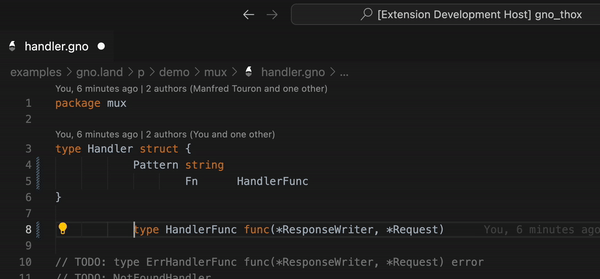 [Extension Development Host] gno_thox
handler.gno
examples > gno.land > p > demo > mux > handler.gno > ...
You, 6 minutes ago | 2 authors (Manfred Touron and one other)
1 package mux
2
You, 6 minutes ago | 2 authors (You and one other)
3 type Handler struct {
4 Pattern string
5 Fn HandlerFunc
6 }
7
8 type HandlerFunc func(*ResponseWriter, *Request) You, 6 minutes ago
9
10 // TODO: type ErrHandlerFunc func(*ResponseWriter, *Request) error
11 // TODO: NotFoundHandler